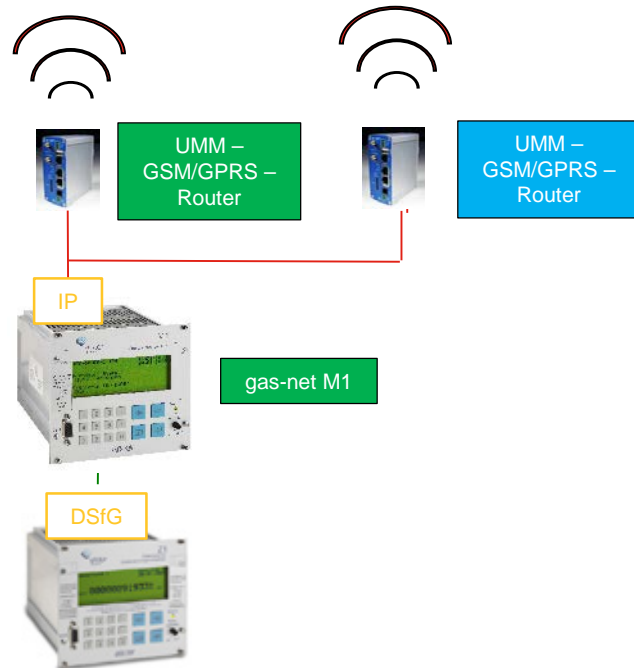 UMM –
GSM/GPRS –
Router
UMM –
GSM/GPRS –
Router
IP
gas-net M1
DSfG